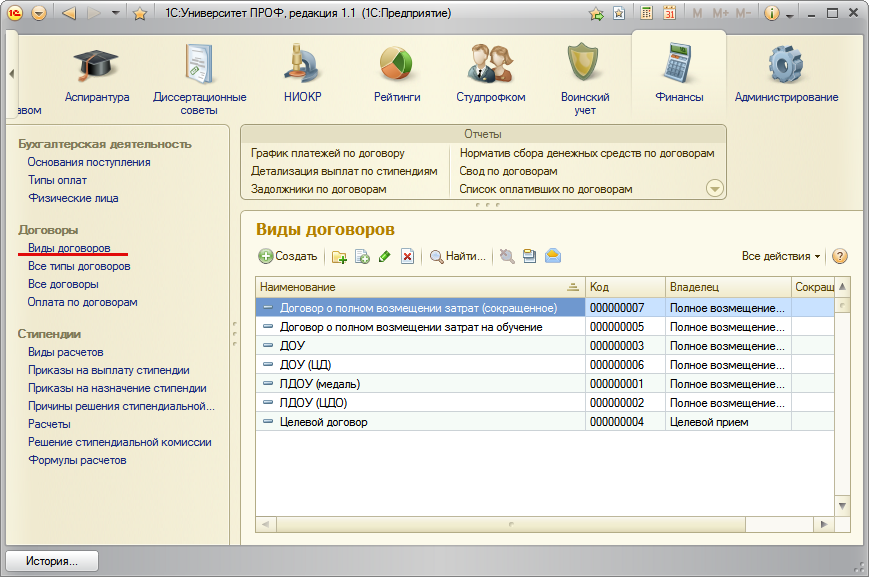 1С:Университет ПРОФ, редакция 1.1 (1С:Предприятие)
31
M M+ M-
авом
Аспирантура
Диссертационные
советы
НИОКР
Рейтинги
Студпрофком
Воинский
учет
Финансы
Администрирование
Бухгалтерская деятельность
Основания поступления
Типы оплат
Физические лица
Договоры
Виды договоров
Все типы договоров
Все договоры
Оплата по договорам
Стипендии
Виды расчетов
Приказы на выплату стипендии
Приказы на назначение стипендии
Причины решения стипендиальной...
Расчеты
Решение стипендиальной комиссии
Формулы расчетов
Отчеты
График платежей по договору
Норматив сбора денежных средств по договорам
Детализация выплат по стипендиям
Свод по договорам
Задолжники по договорам
Список оплативших по договорам
Виды договоров
Создать Найти... Все действия ?
Наименование Код Владелец Сокращ
Договор о полном возмещении затрат (сокращенное) 000000007 Полное возмещение...
Договор о полном возмещении затрат на обучение 000000005 Полное возмещение...
ДОУ 000000003 Полное возмещение...
ДОУ (ЦД) 000000006 Полное возмещение...
ЛДОУ (медаль) 000000001 Полное возмещение...
ЛДОУ (ЦДО) 000000002 Полное возмещение...
Целевой договор 000000004 Целевой прием
История...